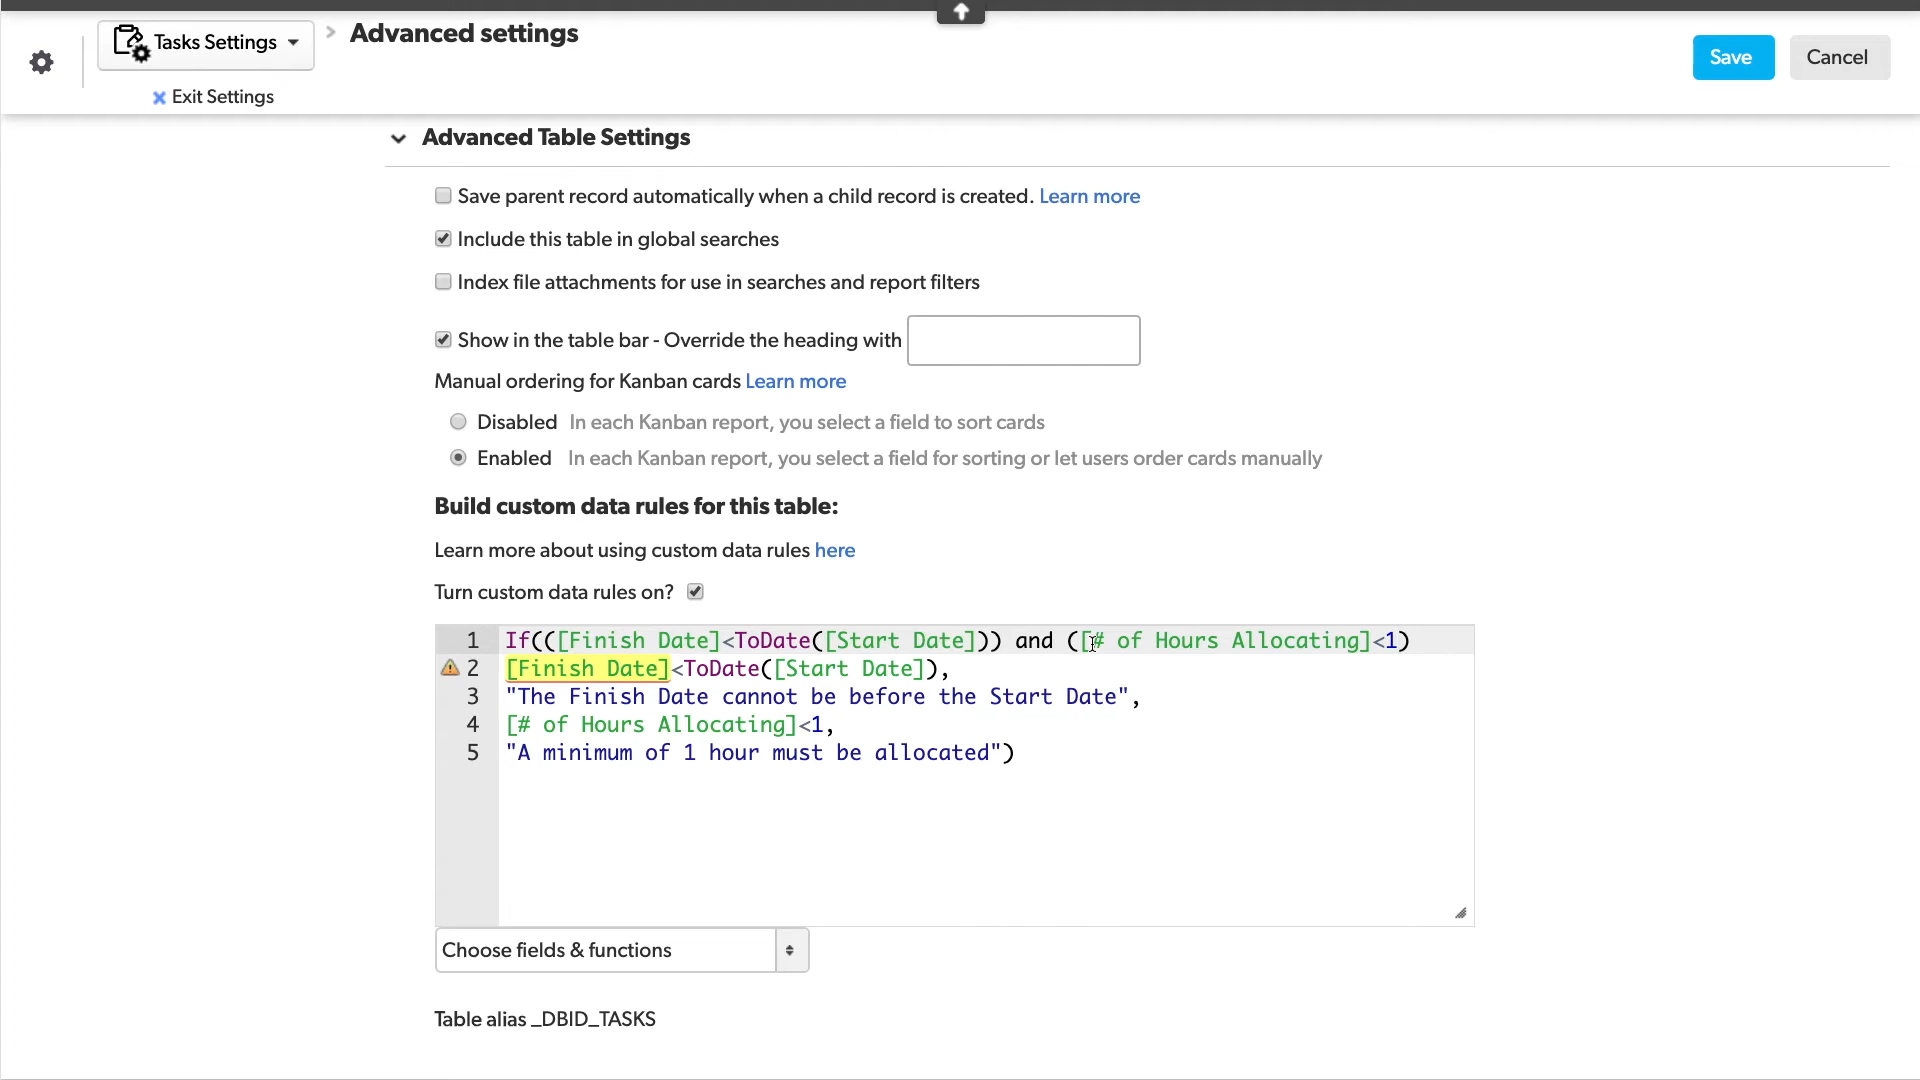 Tasks Settings > Advanced settings
Save Cancel
Exit Settings
Advanced Table Settings
Save parent record automatically when a child record is created. Learn more
Include this table in global searches
Index file attachments for use in searches and report filters
Show in the table bar - Override the heading with
Manual ordering for Kanban cards Learn more
Disabled In each Kanban report, you select a field to sort cards
Enabled In each Kanban report, you select a field for sorting or let users order cards manually
Build custom data rules for this table:
Learn more about using custom data rules here
Turn custom data rules on?
1 If(([Finish Date]<ToDate([Start Date])) and ([# of Hours Allocating]<1)
2 [Finish Date]<ToDate([Start Date]),
3 "The Finish Date cannot be before the Start Date",
4 [# of Hours Allocating]<1,
5 "A minimum of 1 hour must be allocated")
Choose fields & functions
Table alias _DBID_TASKS